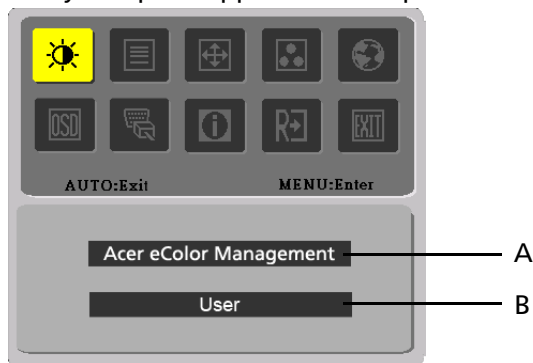 OSD
i
R
EXIT
AUTO:Exit MENU:Enter
Acer eColor Management A
User B